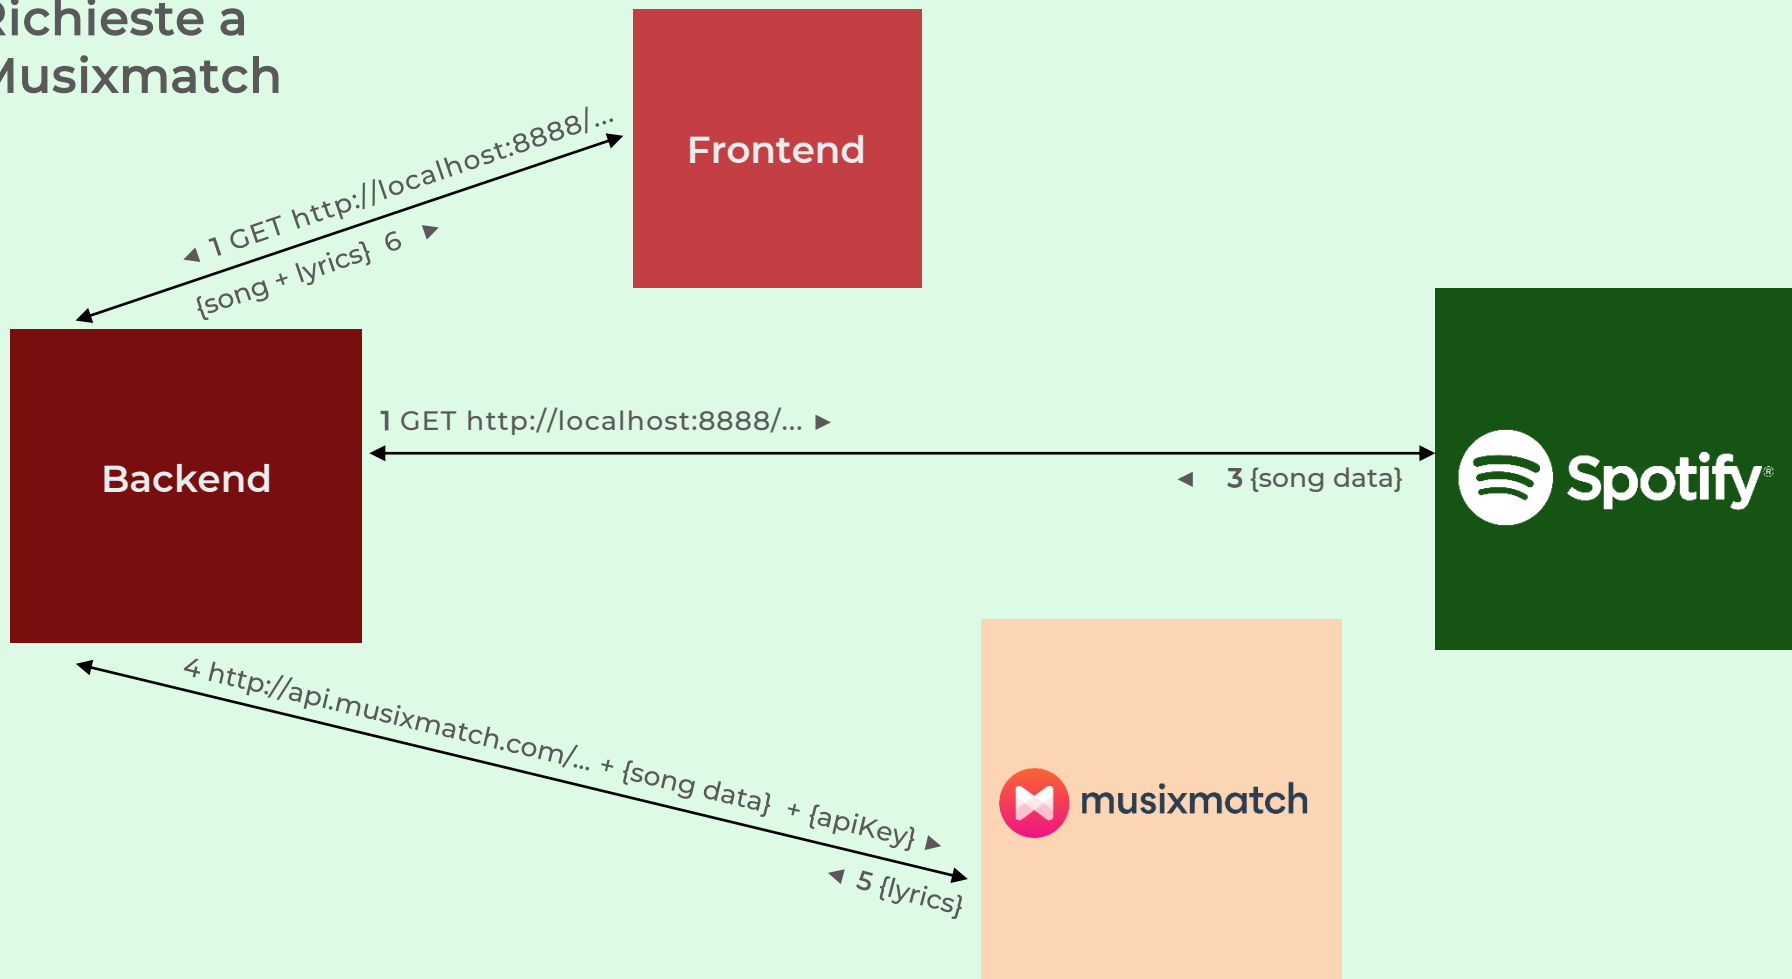 Richieste a
Musixmatch
◄ 1 GET http://localhost:8888/...
{song + lyrics} 6 ►
Frontend
Backend
1 GET http://localhost:8888/... ►
◄ 3 {song data}
Spotify®
4 http://api.musixmatch.com/... + {song data} + {apiKey} ►
◄ 5 {lyrics}
musixmatch